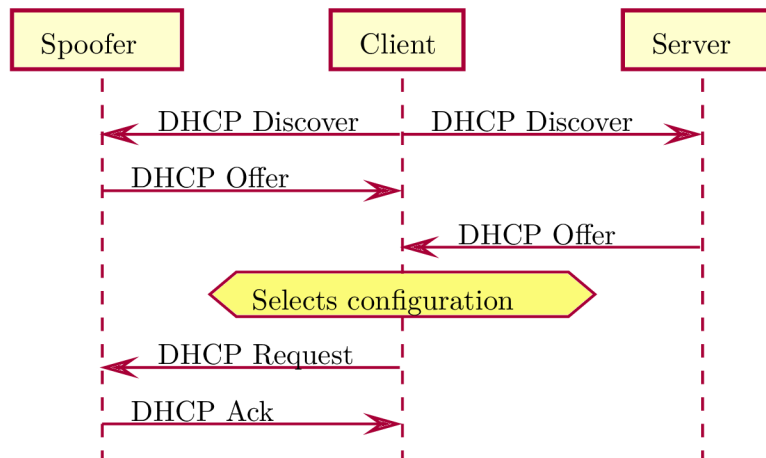 Spoofer
Client
Server
DHCP Discover
DHCP Discover
DHCP Offer
DHCP Offer
Selects configuration
DHCP Request
DHCP Ack